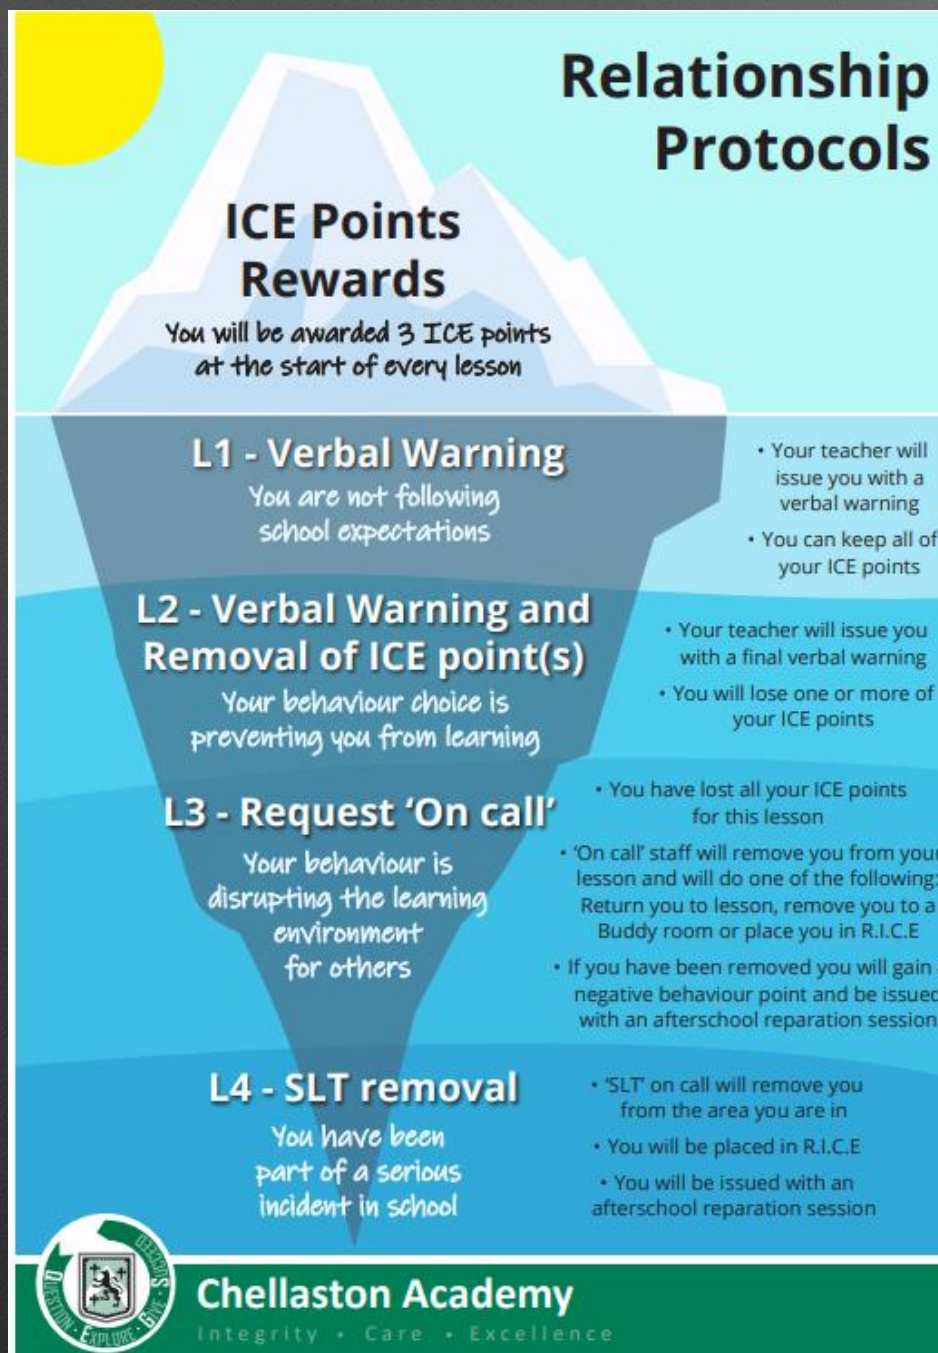 Relationship
Protocols
ICE Points
Rewards
You will be awarded 3 ICE points
at the start of every lesson
L1 - Verbal Warning
You are not following
school expectations
• Your teacher will
issue you with a
verbal warning
• You can keep all of
your ICE points
L2 - Verbal Warning and
Removal of ICE point(s)
Your behaviour choice is
preventing you from learning
• Your teacher will issue you
with a final verbal warning
• You will lose one or more of
your ICE points
L3 - Request ‘On call’
Your behaviour is
disrupting the learning
environment
for others
• You have lost all your ICE points
for this lesson
• ‘On call’ staff will remove you from your
lesson and will do one of the following:
Return you to lesson, remove you to a
Buddy room or place you in R.I.C.E
• If you have been removed you will gain
negative behaviour point and be issued
with an afterschool reparation session
L4 - SLT removal
You have been
part of a serious
incident in school
• ‘SLT’ on call will remove you
from the area you are in
• You will be placed in R.I.C.E
• You will be issued with an
afterschool reparation session
QUESTION • EXPLORE • GIVE • SUCCEED
Chellaston Academy
Integrity • Care • Excellence